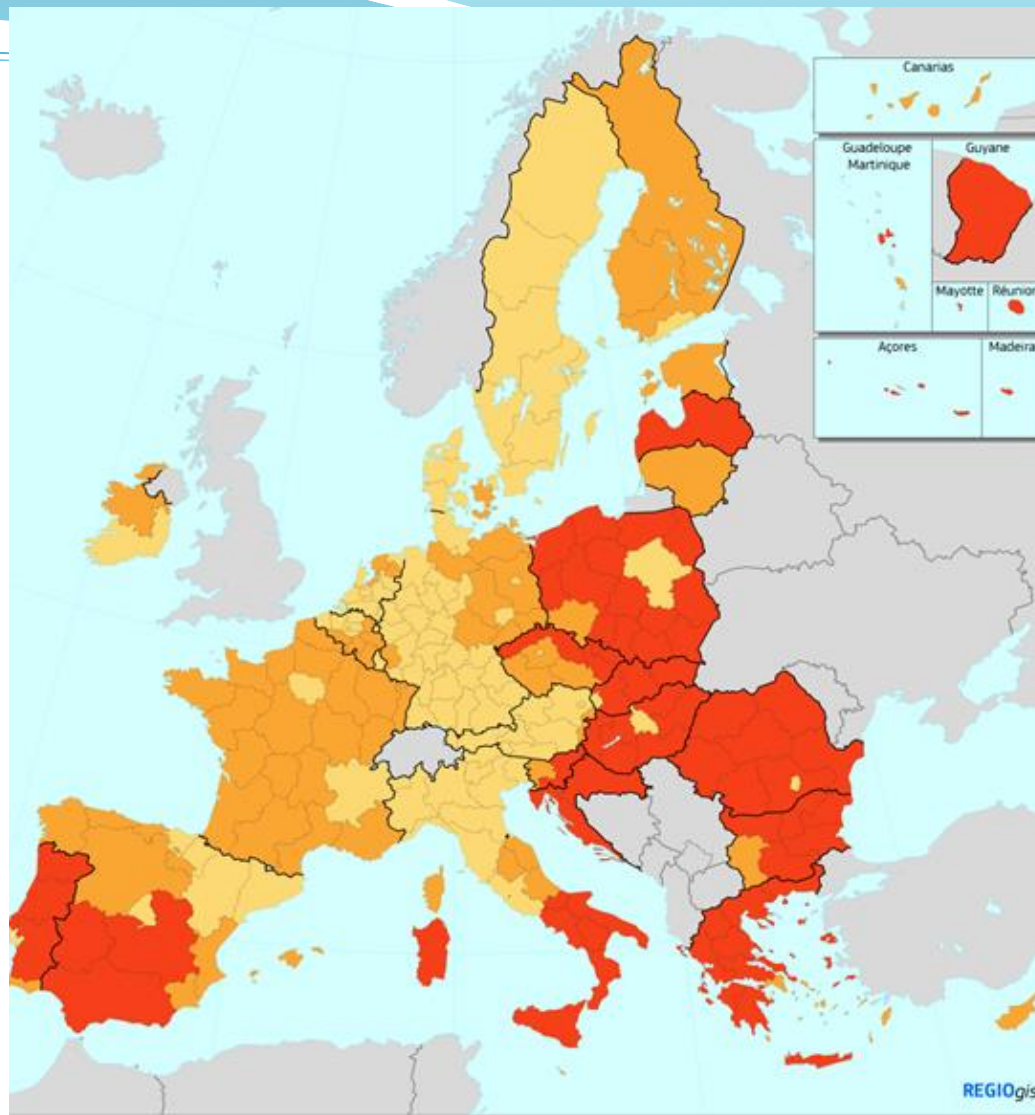 Canarias
Guadeloupe
Martinique
Guyane
Mayotte
Réunion
Açores
Madeira
REGIOgis